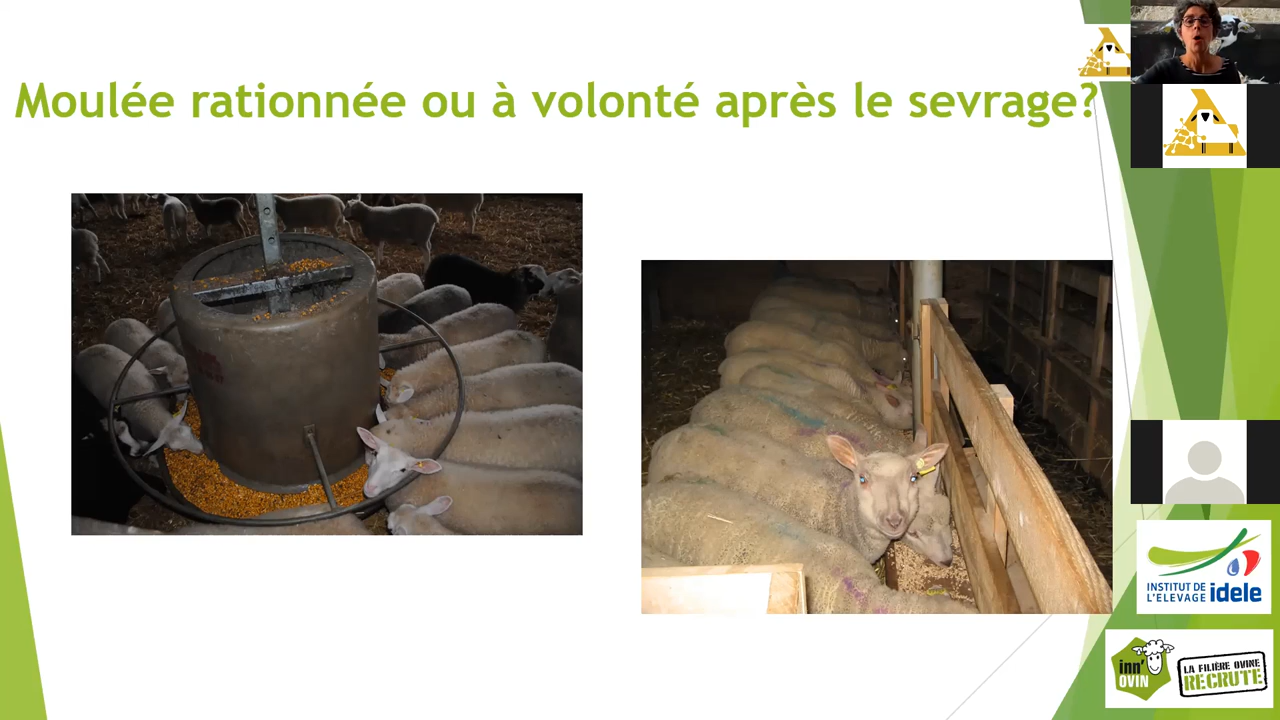 Moulée rationnée ou à volonté après le sevrage?
INSTITUT DE
L'ELEVAGE idele
inn'
OVIN
LA FILIÈRE OVINE
RECRUTE